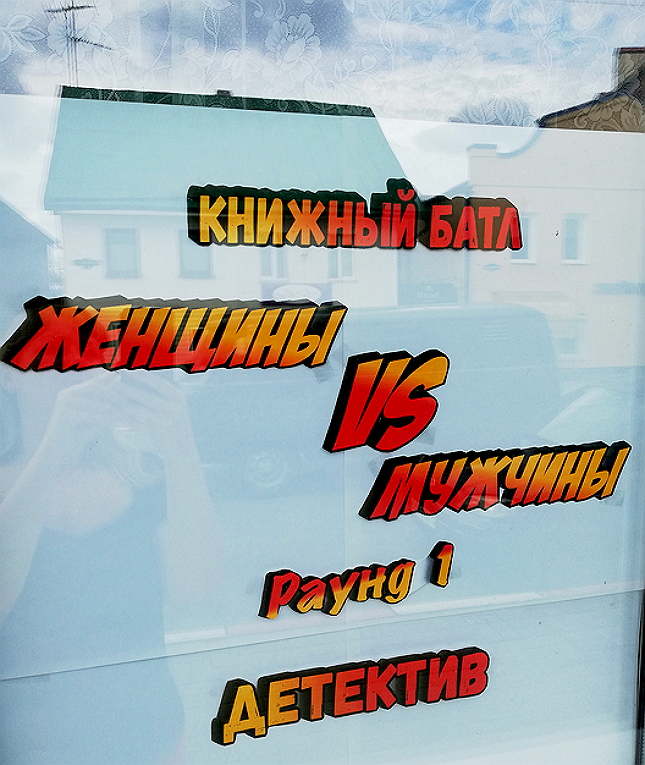 КНИЖНЫЙ БАТЛ
ЖЕНЩИНЫ
VS
МУЖЧИНЫ
Раунд 1
ДЕТЕКТИВ